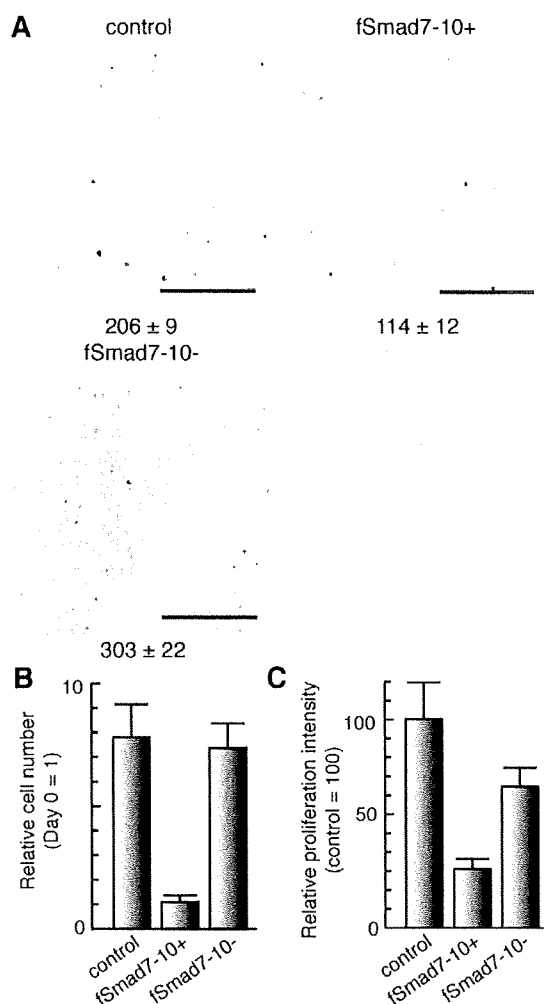 A
control
fSmad7-10+
206 ± 9
114 ± 12
fSmad7-10-
303 ± 22
B
10
0
Relative cell number
(Day 0 = 1)
control
fSmad7-10+
fSmad7-10-
C
100
50
0
Relative proliferation intensity
(control = 100)
control
fSmad7-10+
fSmad7-10-